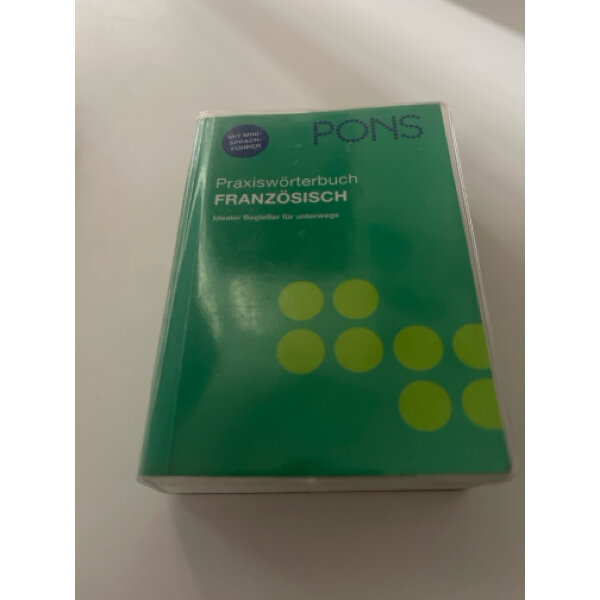 MIT MINI-
SPRACH-
FÜHRER
PONS
Praxiswörterbuch
FRANZÖSISCH
Idealer Begleiter für unterwegs